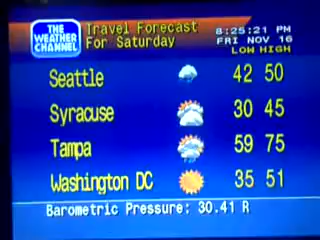 THE WEATHER CHANNEL
Travel Forecast
For Saturday
8:25:21 PM
FRI NOV 16
LOW HIGH
Seattle 42 50
Syracuse 30 45
Tampa 59 75
Washington DC 35 51
Barometric Pressure: 30.41 R